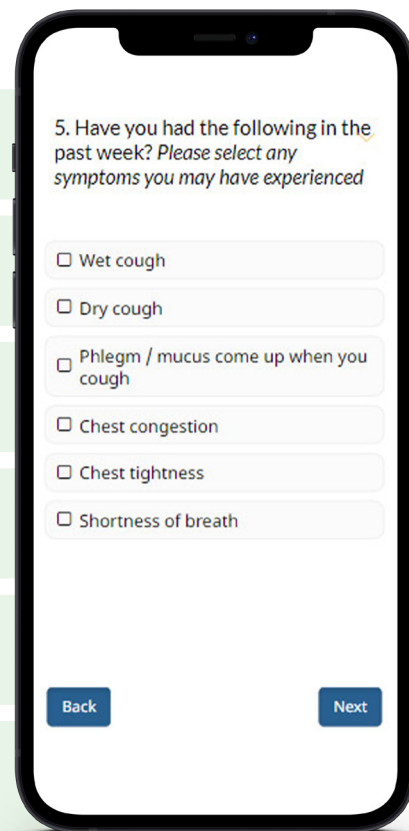 5. Have you had the following in the
past week? Please select any
symptoms you may have experienced
Wet cough
Dry cough
Phlegm / mucus come up when you
cough
Chest congestion
Chest tightness
Shortness of breath
Back
Next